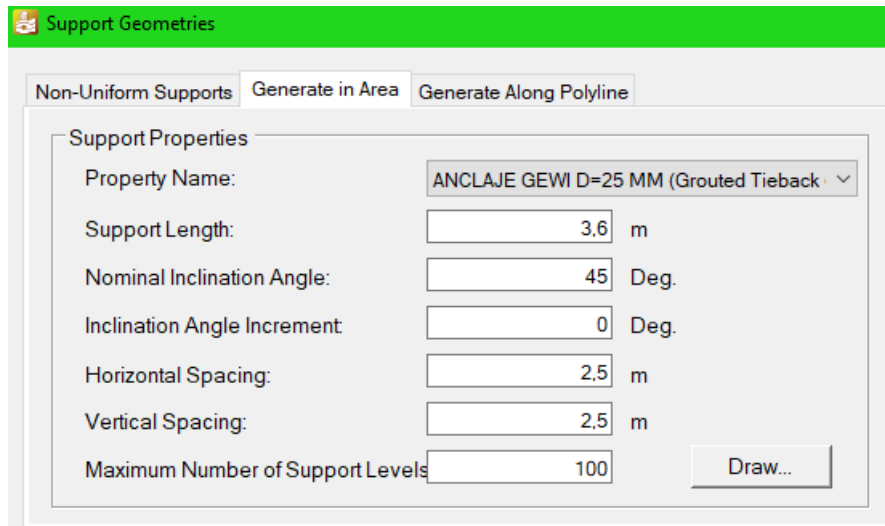 Support Geometries
Non-Uniform Supports Generate in Area Generate Along Polyline
Support Properties
Property Name: ANCLAJE GEWI D=25 MM (Grouted Tieback
Support Length: 3,6 m
Nominal Inclination Angle: 45 Deg.
Inclination Angle Increment: 0 Deg.
Horizontal Spacing: 2,5 m
Vertical Spacing: 2,5 m
Maximum Number of Support Levels 100 Draw...